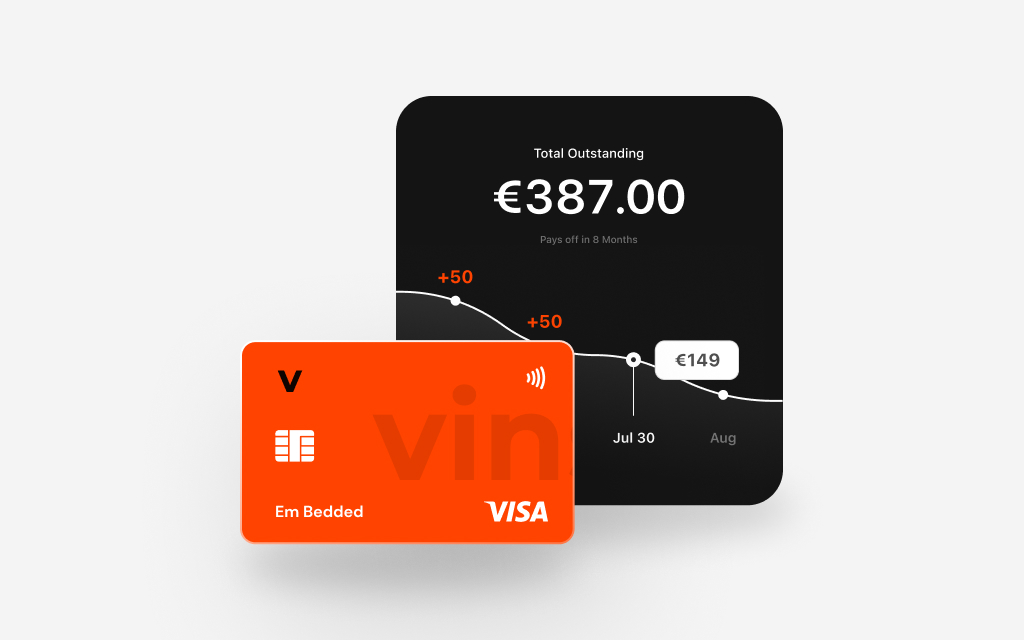 Total Outstanding
€387.00
Pays off in 8 Months
+50
+50
€149
Jul 30
Aug
v
vin.
Em Bedded
VISA